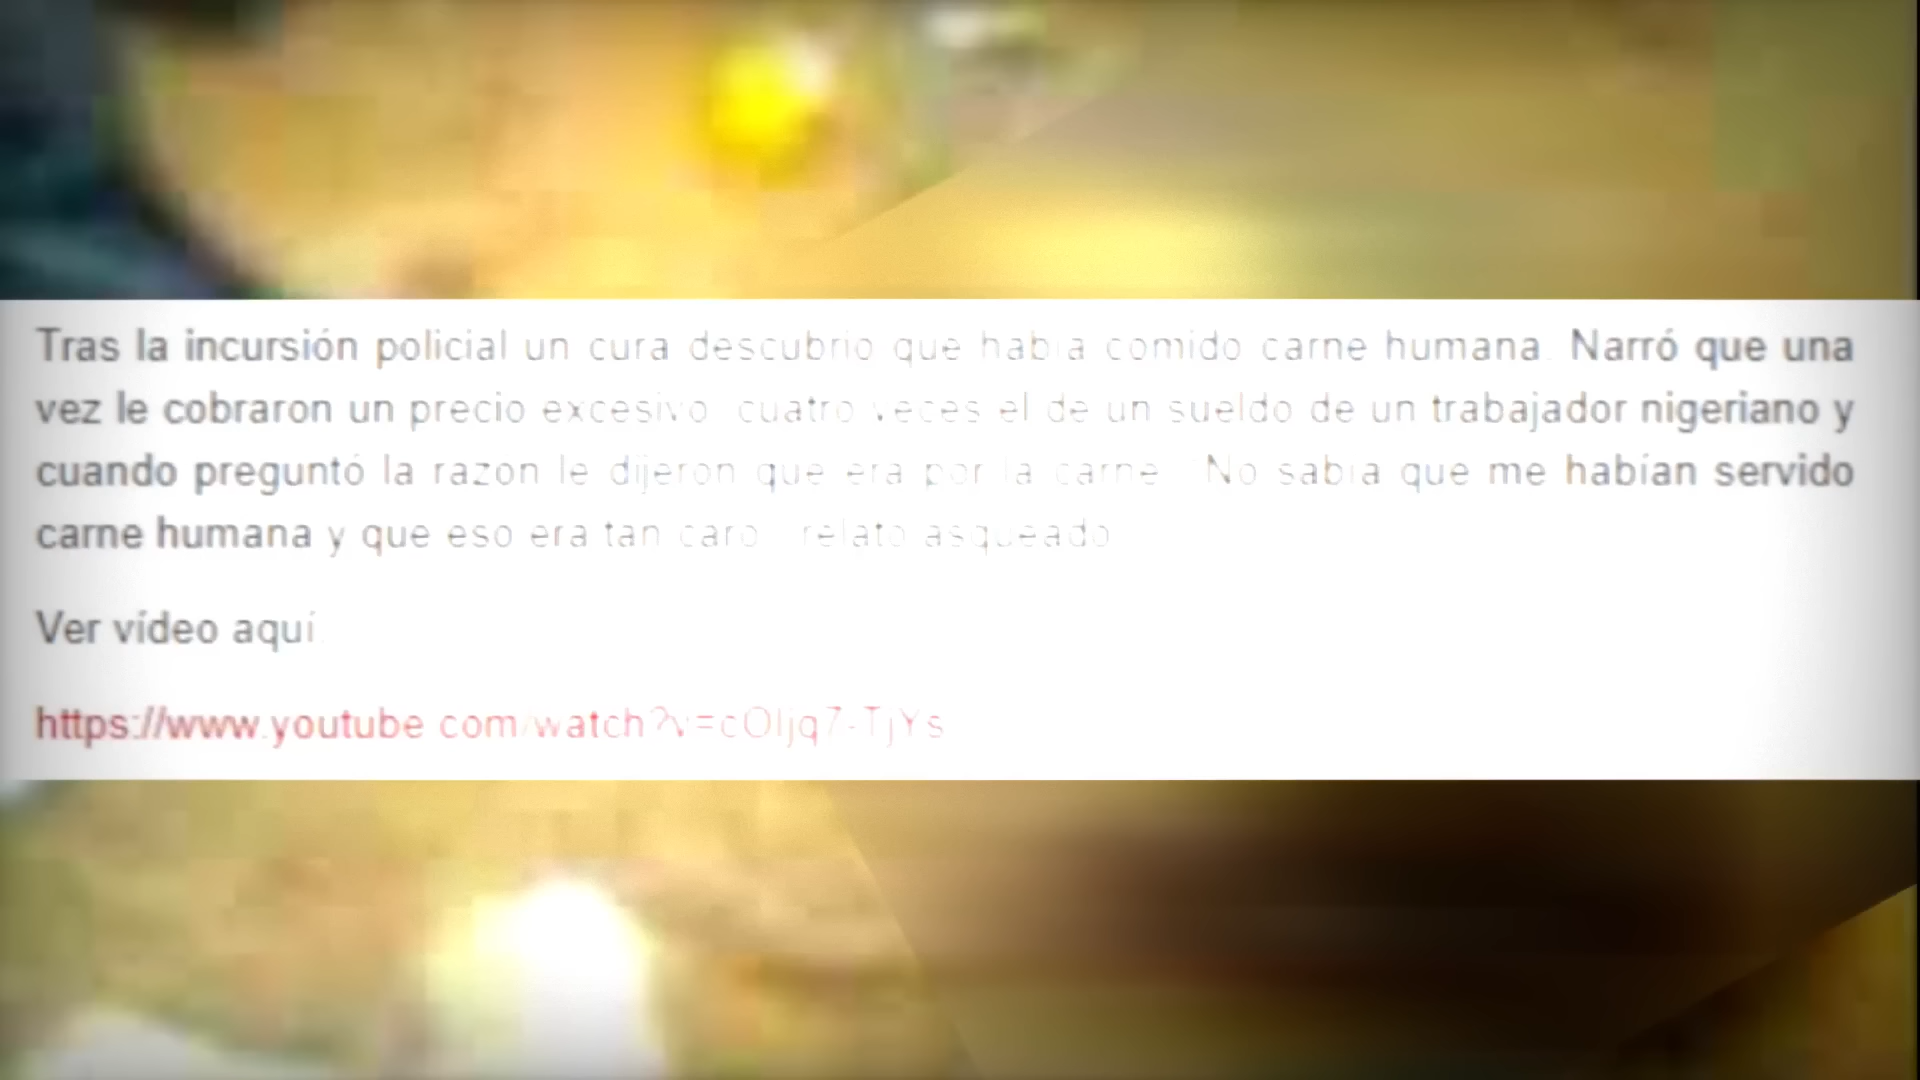 Tras la incursión policial un cura descubrio que habia comido carne humana. Narró que una
vez le cobraron un precio excesivo cuatro veces el de un sueldo de un trabajador nigeriano y
cuando preguntó la razon le dijeron que era por la carne "No sabia que me habían servido
carne humana y que eso era tan caro relato asqueado
Ver vídeo aquí
https://www.youtube.com/watch?v=cOljq7-TjYs